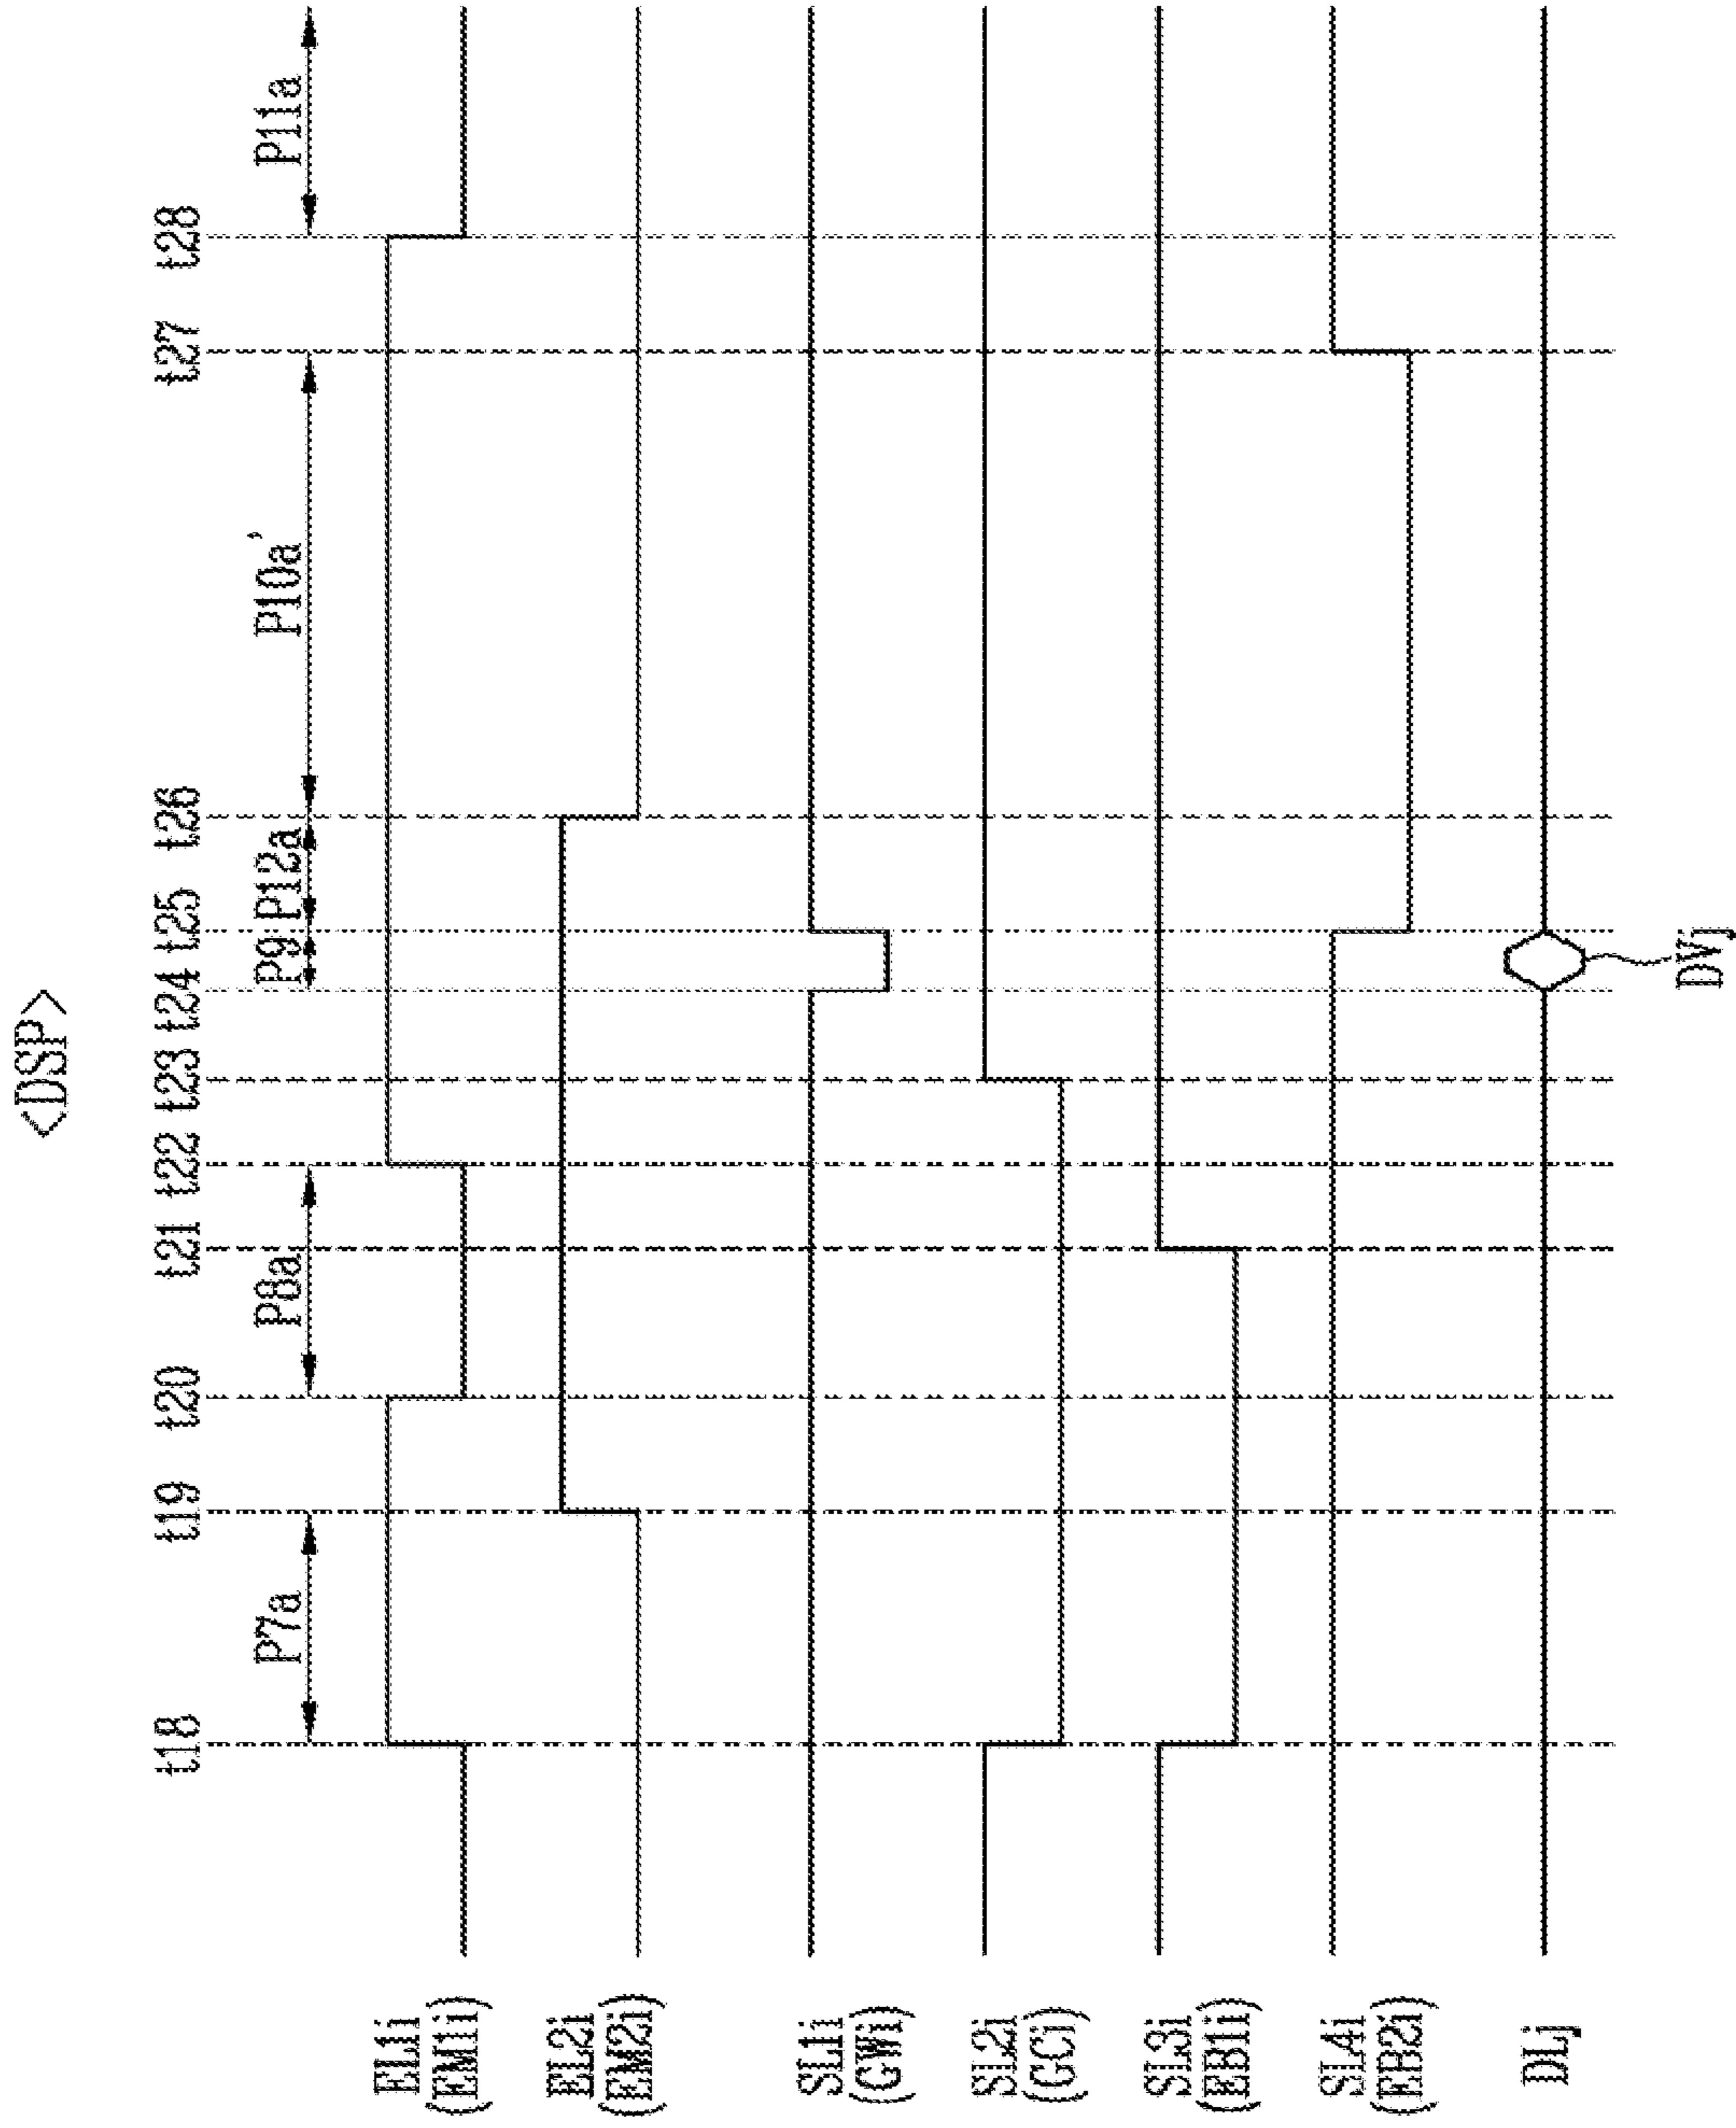 <DSP>
t18 t19 t20 t21 t22 t23 t24 t25 t26 t27 t28
P7a P8a P9 P12a P10a' P11a
EL1i
(EM1i)
EL2i
(EM2i)
SL1i
(GWi)
SL2i
(GCi)
SL3i
(EB1i)
SL4i
(EB2i)
DLj
DVj